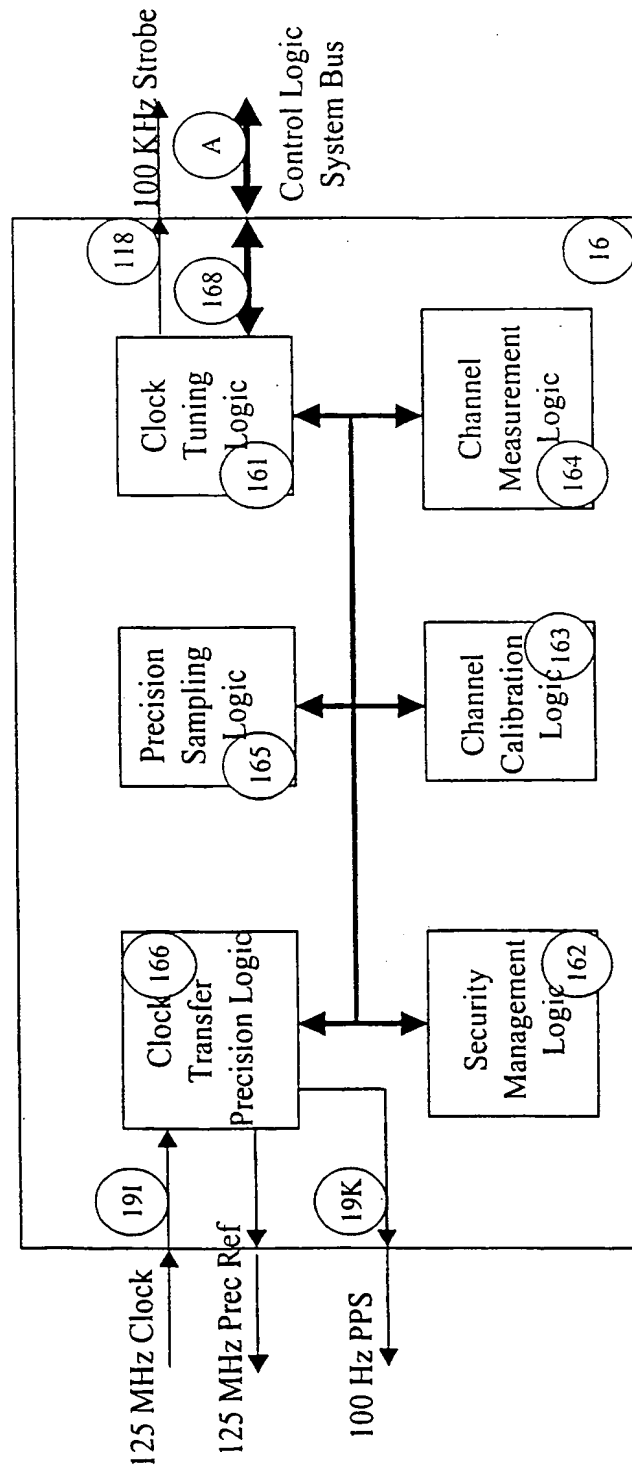 125 MHz Clock
19I
125 MHz Prec Ref
100 Hz PPS
19K
166
Clock
Transfer
Precision Logic
Security
Management
Logic
162
Precision
Sampling
Logic
165
Channel
Calibration
Logic
163
Clock
Tuning
Logic
161
Channel
Measurement
Logic
164
118
168
16
100 KHz Strobe
A
Control Logic
System Bus